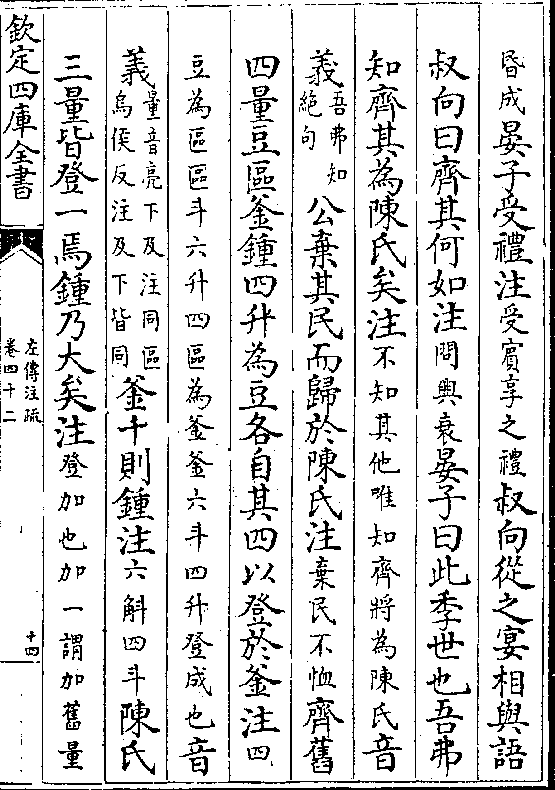 昬成晏子受禮注受賓享之禮叔向從之宴相與語
叔向曰齊其何如注問興衰晏子曰此季世也吾弗
知齊其為陳氏矣注不知其他唯知齊將為陳氏音
義吾弗知絶句公棄其民而歸於陳氏注棄民不恤齊舊
四量豆區釡鍾四升為豆各自其四以登於釡注四
豆為區區斗六升四區為釡釡六斗四升登成也音
義量音亮下及注同區烏侯反注及下皆同釡十則鍾注六斛四斗陳氏
三量皆登一焉鍾乃大矣注登加也加一謂加舊量
欽定四庫全書
左傳注疏
卷四十二
十四